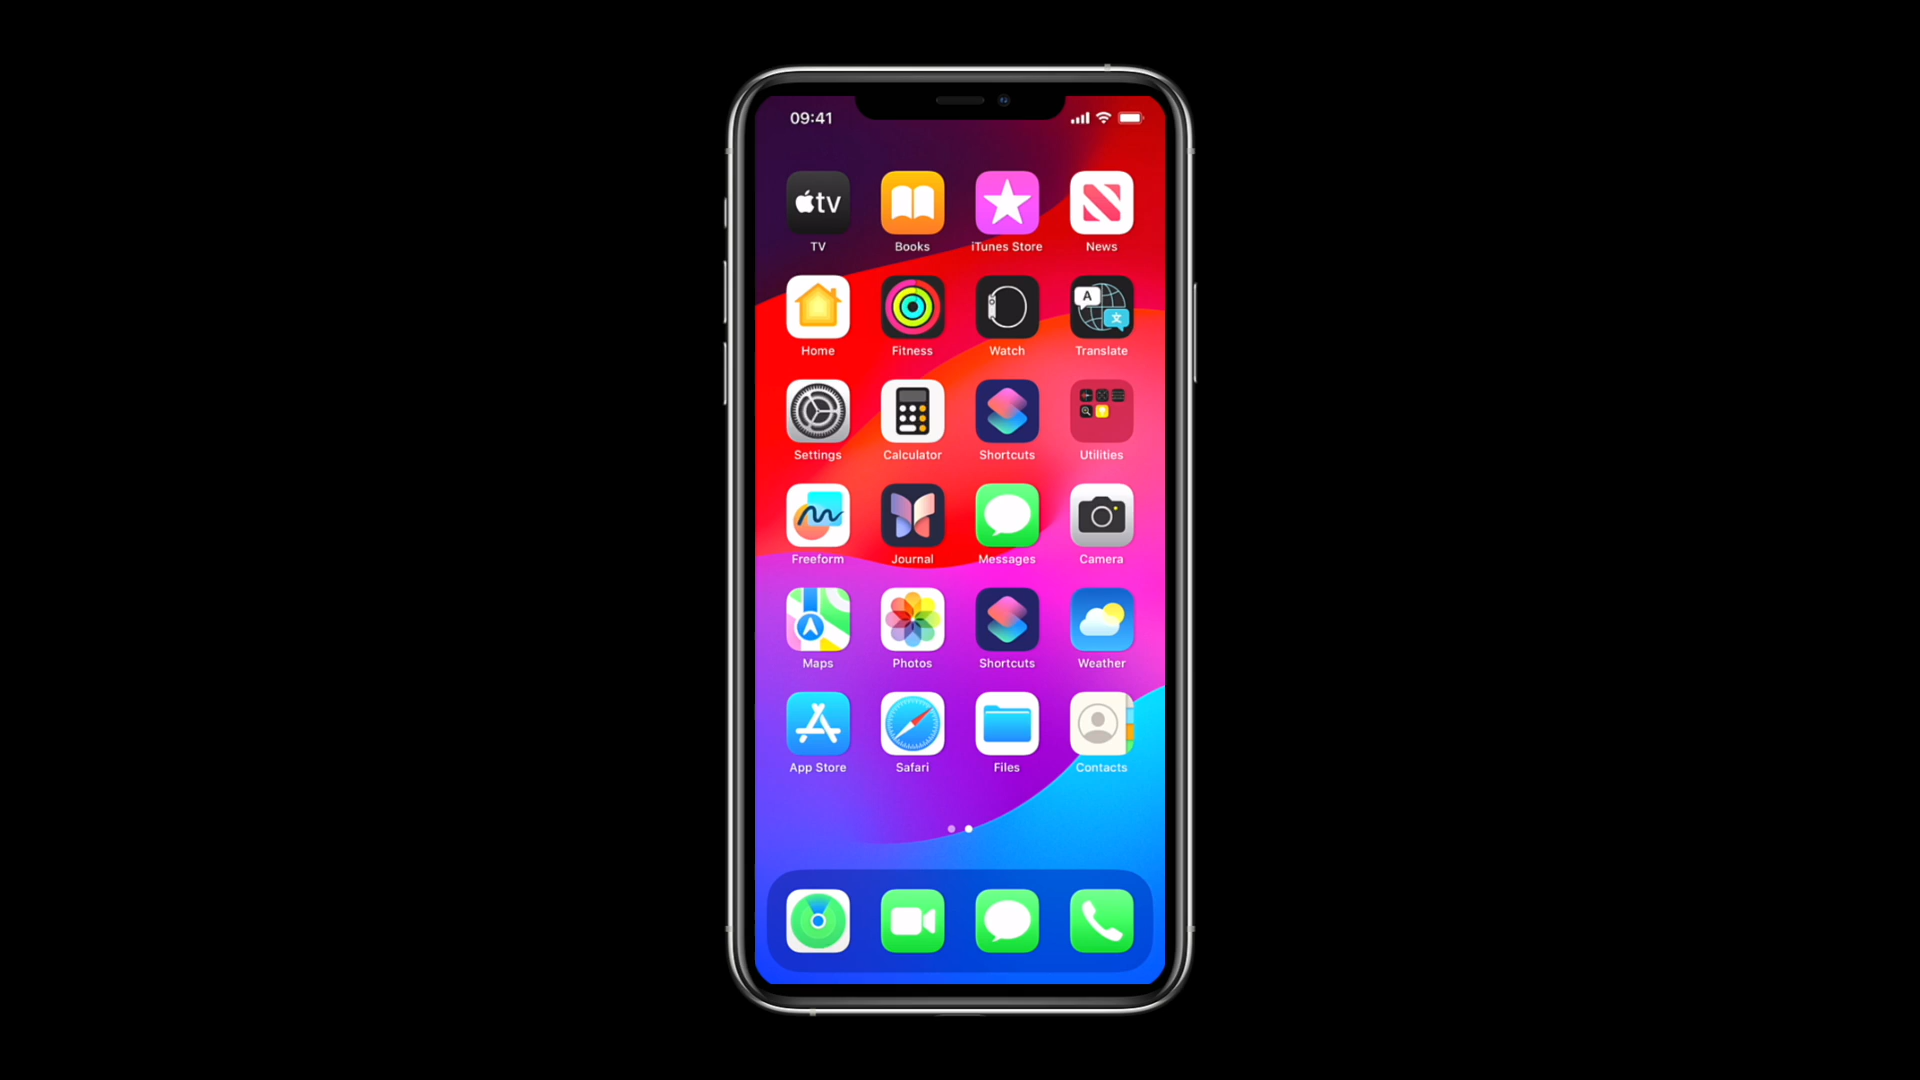 09:41
tv
TV
Books
iTunes Store
News
A
文
Home
Fitness
Watch
Translate
Settings
Calculator
Shortcuts
Utilities
Freeform
Journal
Messages
Camera
Maps
Photos
Shortcuts
Weather
App Store
Safari
Files
Contacts